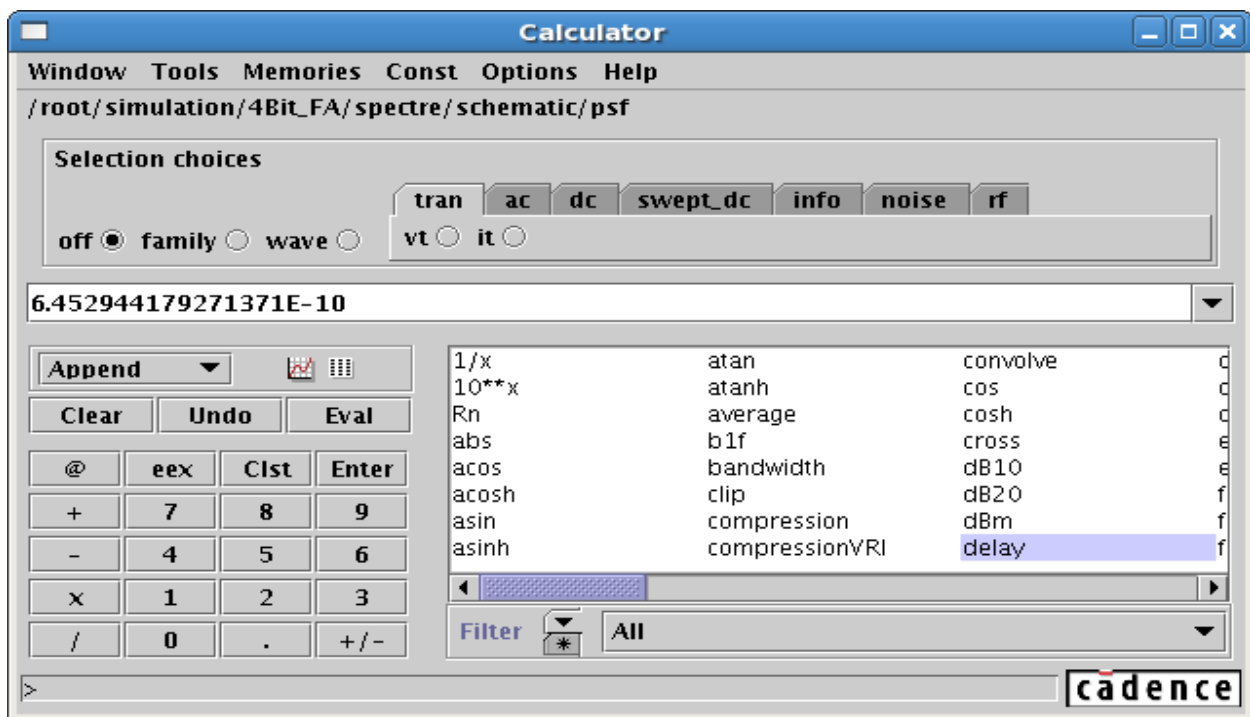 Calculator
Window Tools Memories Const Options Help
/root/simulation/4Bit_FA/spectre/schematic/psf
Selection choices
tran ac dc swept_dc info noise rf
off family wave vt it
6.452944179271371E-10
Append
Clear Undo Eval
@ eex Clst Enter
+ 7 8 9
- 4 5 6
x 1 2 3
/ 0 . +/-
1/x atan convolve
10**x atanh cos
Rn average cosh
abs b1f cross
acos bandwidth dB10
acosh clip dB20
asin compression dBm
asinh compressionVRI delay
Filter * All
>
cādence